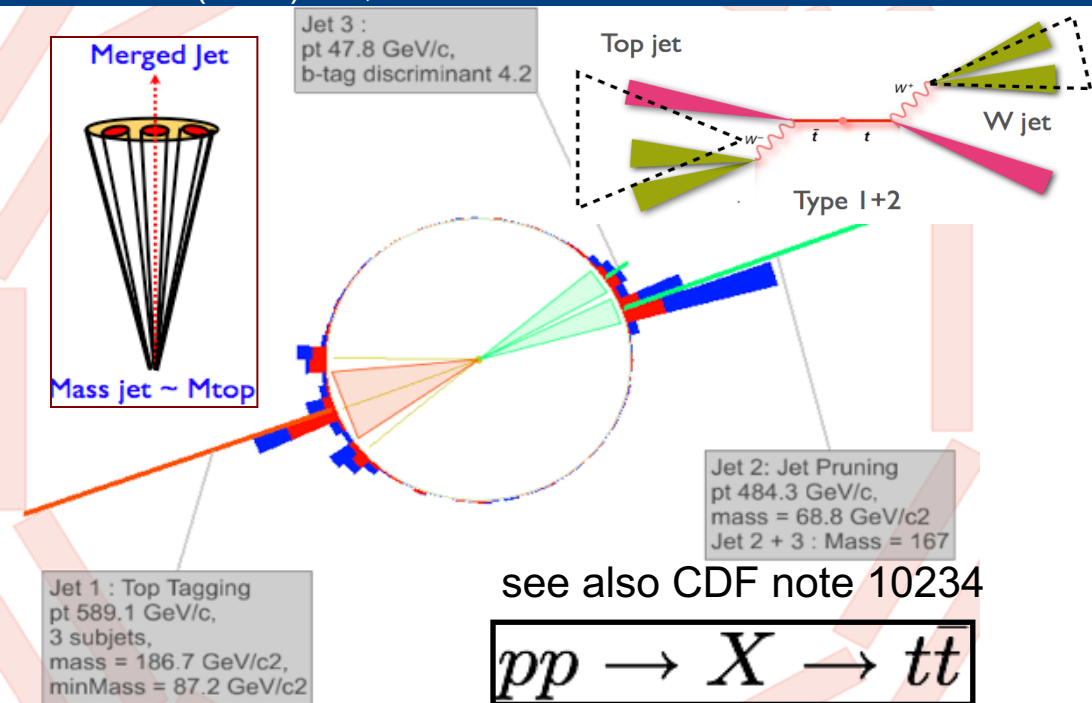 Jet 3 :
pt 47.8 GeV/c,
b-tag discriminant 4.2
Merged Jet
Mass jet ~ Mtop
Top jet
W⁺
W jet
W⁻
t̄
t
Type 1+2
Jet 2: Jet Pruning
pt 484.3 GeV/c,
mass = 68.8 GeV/c2
Jet 2 + 3 : Mass = 167
see also CDF note 10234
Jet 1 : Top Tagging
pt 589.1 GeV/c,
3 subjets,
mass = 186.7 GeV/c2,
minMass = 87.2 GeV/c2
pp → X → tt̄